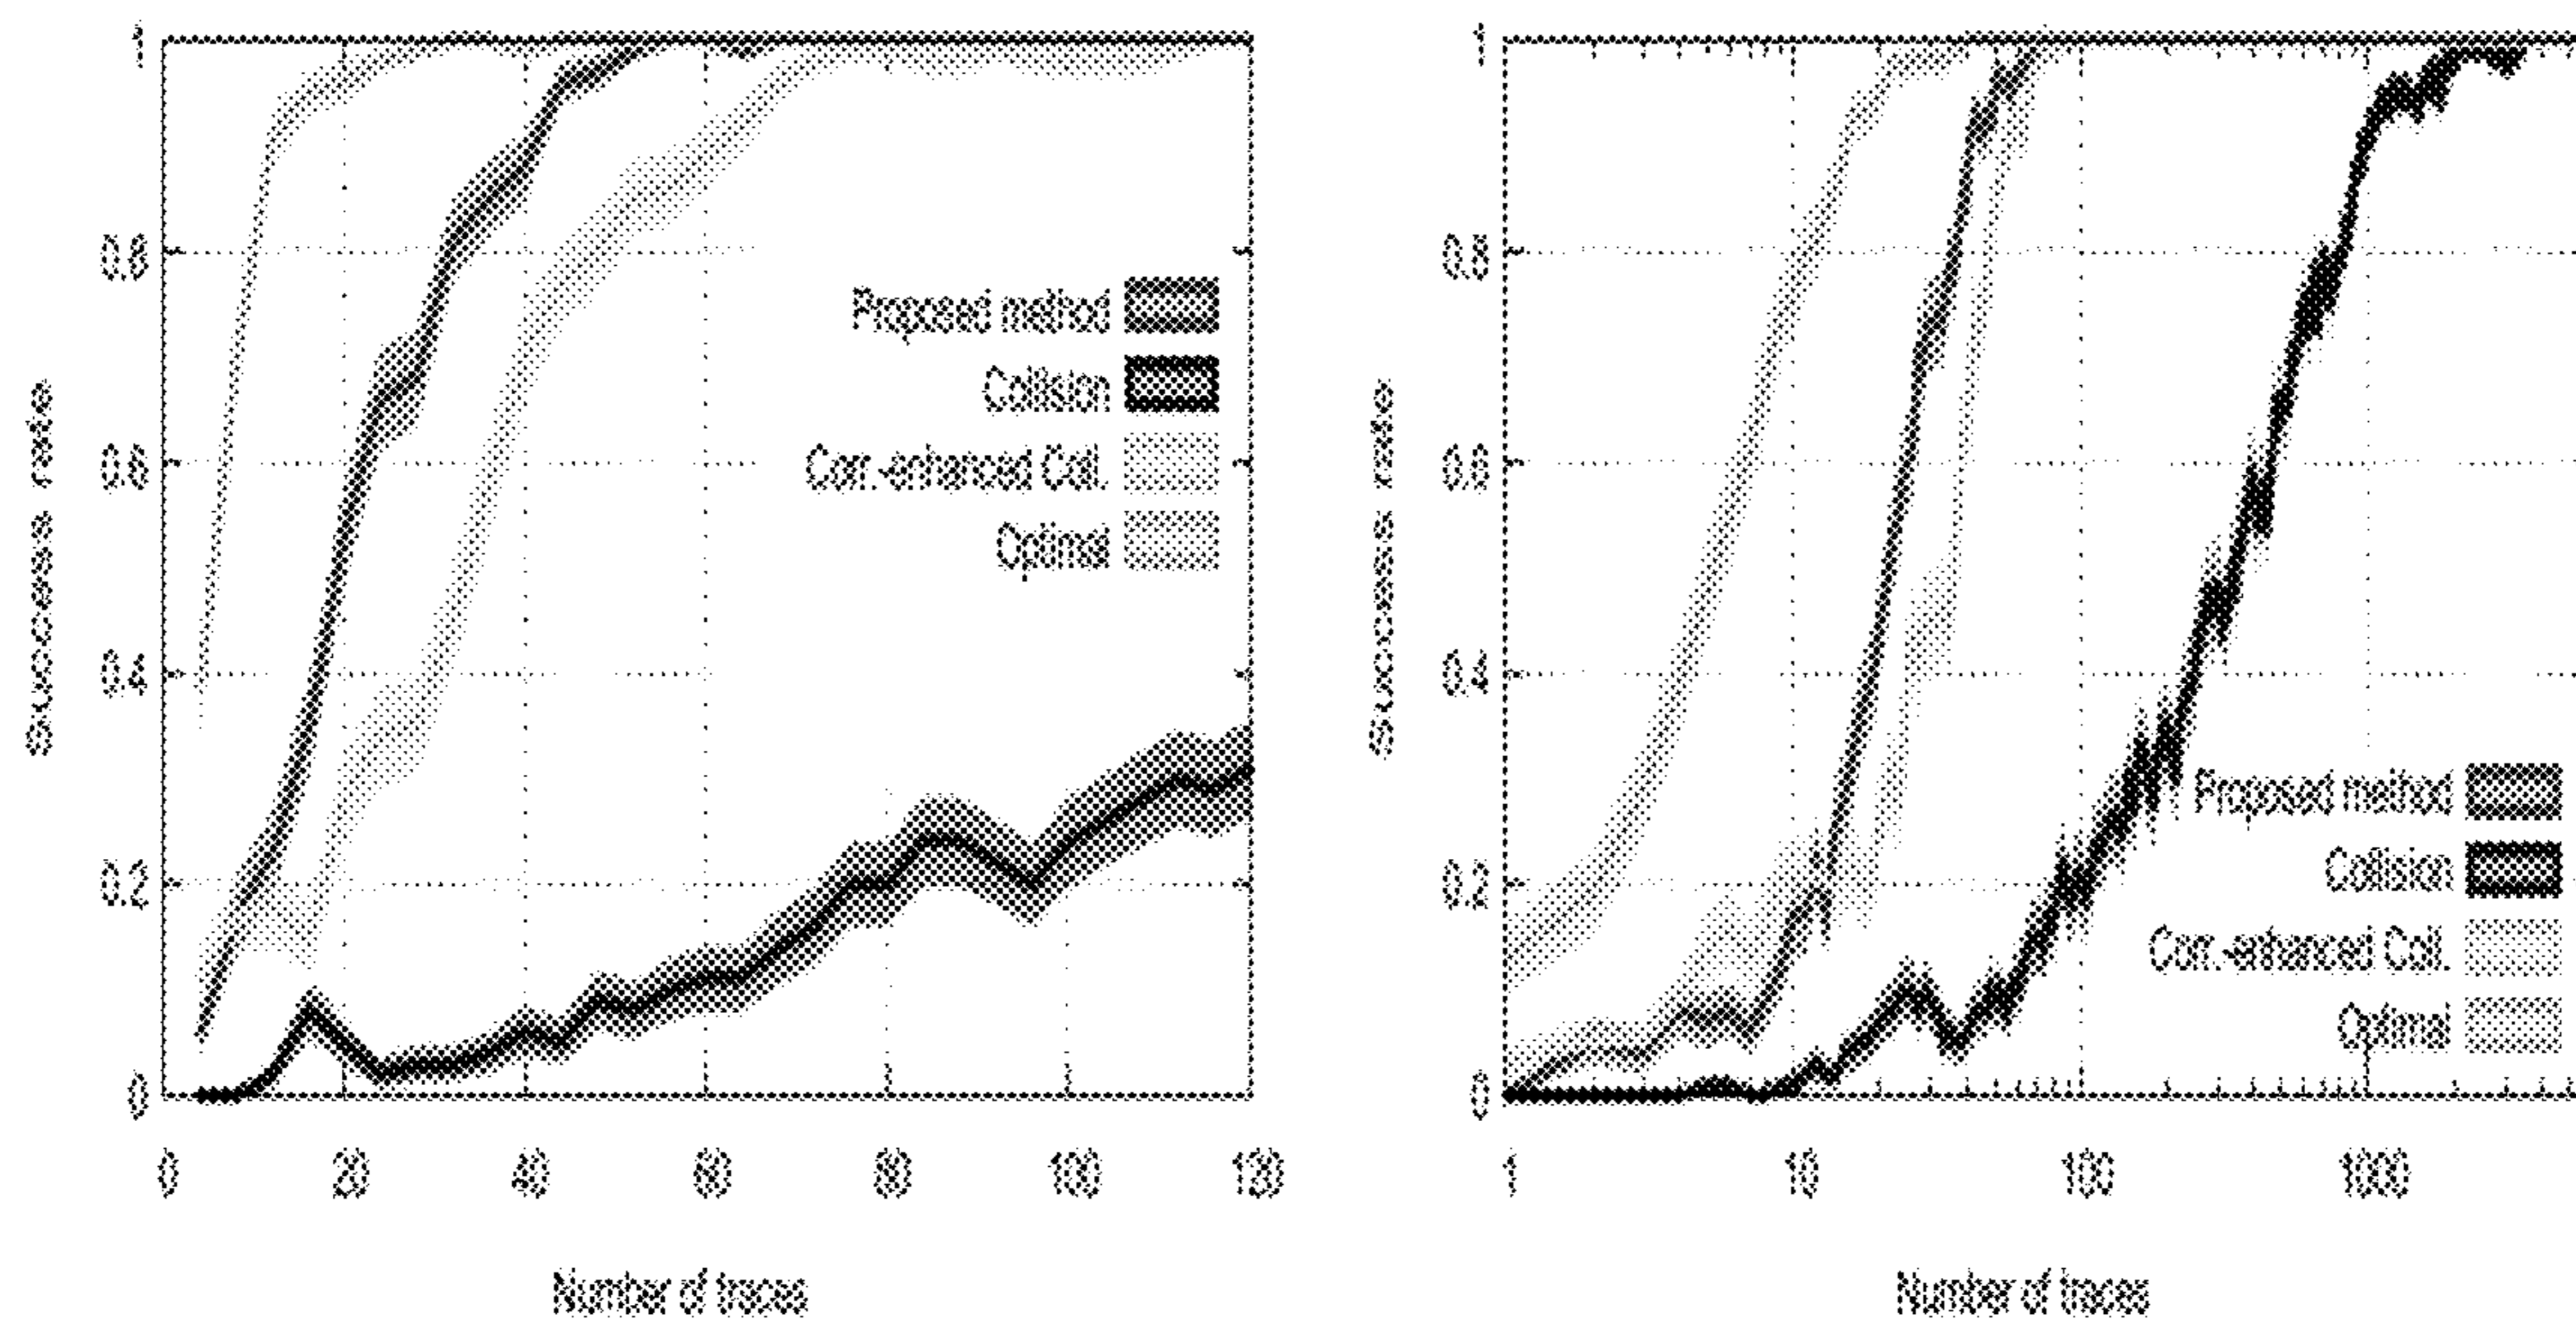 1
0.8
0.6
0.4
0.2
0
Success rate
Proposed method
Collision
Corr.-enhanced Coll.
Optimal
0 20 40 60 80 100 120
Number of traces
1
0.8
0.6
0.4
0.2
0
Success rate
Proposed method
Collision
Corr.-enhanced Coll.
Optimal
1 10 100 1000
Number of traces